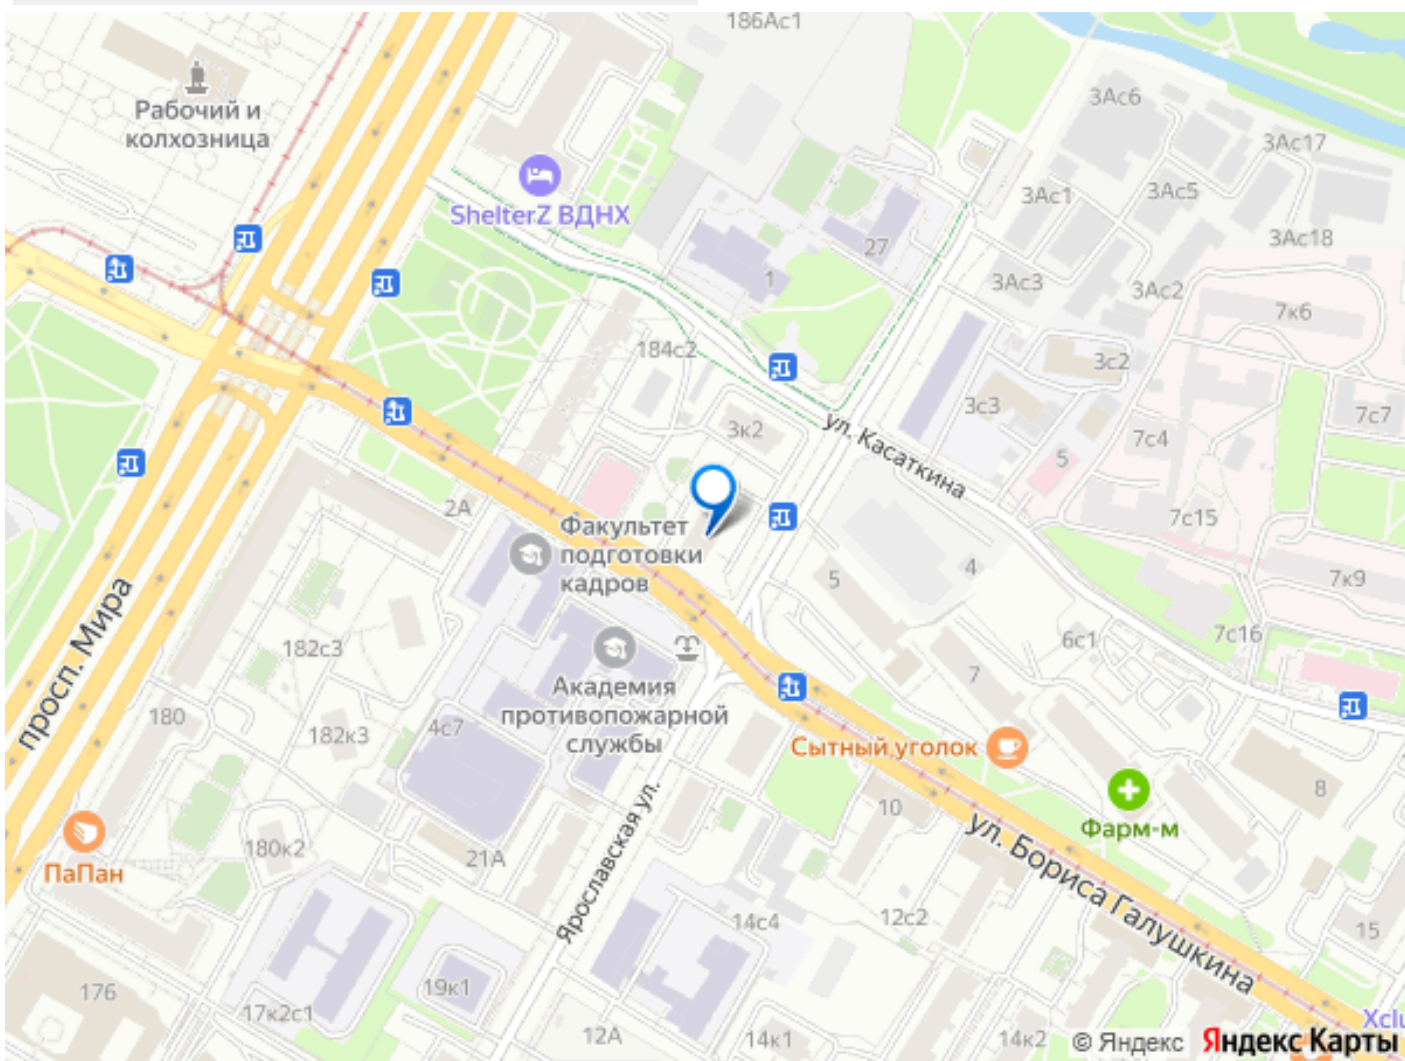 186Ас1
Рабочий и
колхозница
ShelterZ ВДНХ
3Ас6
3Ас17
3Ас1
3Ас5
27
3Ас18
1
3Ас3
3Ас2
7к6
184с2
3с2
3с3
7с7
3к2
ул. Касаткина
5
7с4
2А
7с15
Факультет
подготовки
кадров
5
4
7к9
просп. Мира
182с3
6с1
7с16
Академия
противопожарной
службы
7
180
182к3
4с7
Сытный уголок
8
10
Фарм-м
ул. Бориса Галушкина
Ярославская ул.
ПаПан
180к2
21А
14с4
12с2
15
176
19к1
17к2с1
12А
14к1
14к2
Xclu
© Яндекс
Яндекс Карты